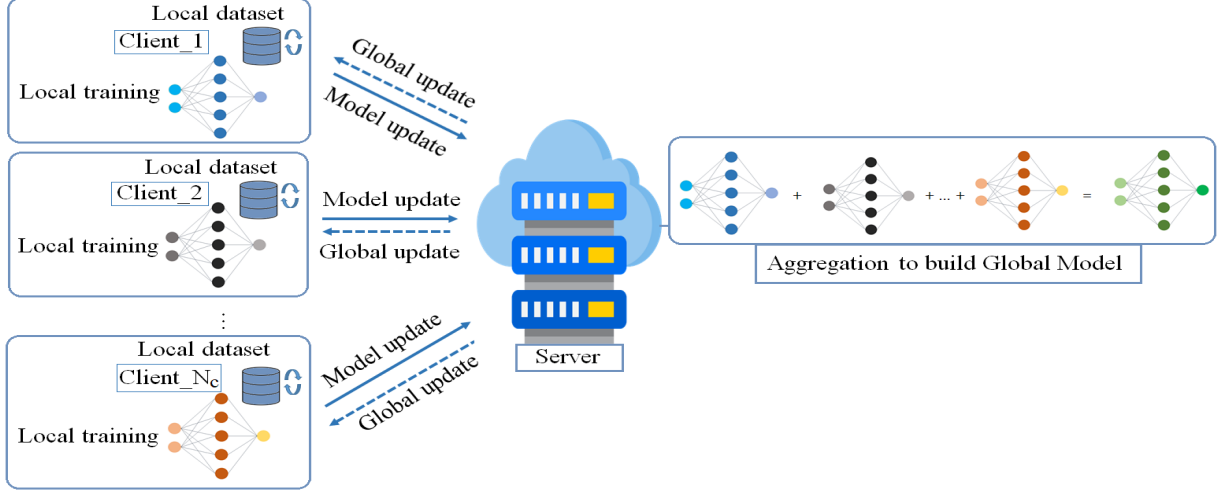 Local dataset
Client_1
Local training
Global update
Model update
Local dataset
Client_2
Local training
Model update
Global update
⋮
Local dataset
Client_N_c
Local training
Model update
Global update
Server
+ + ... + =
Aggregation to build Global Model